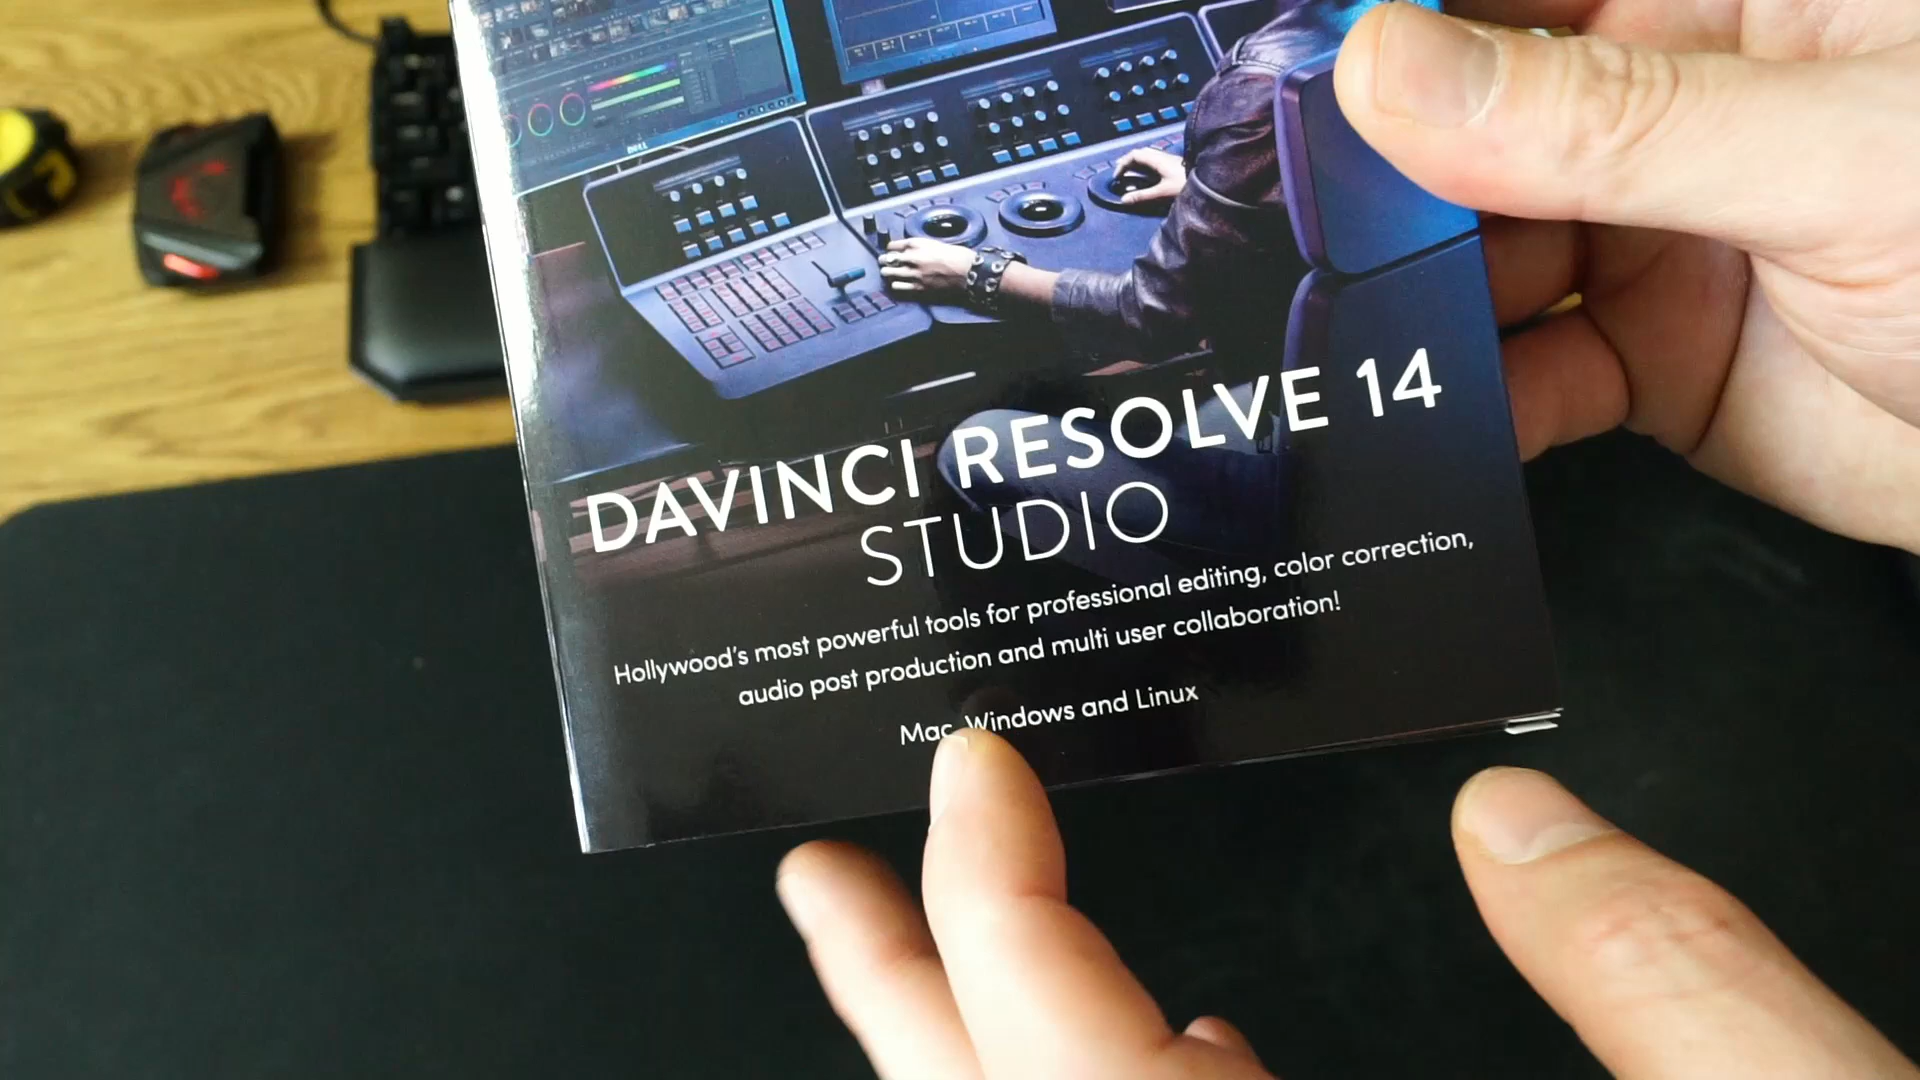 DELL
DAVINCI RESOLVE 14
STUDIO
Hollywood's most powerful tools for professional editing, color correction,
audio post production and multi user collaboration!
Mac, Windows and Linux